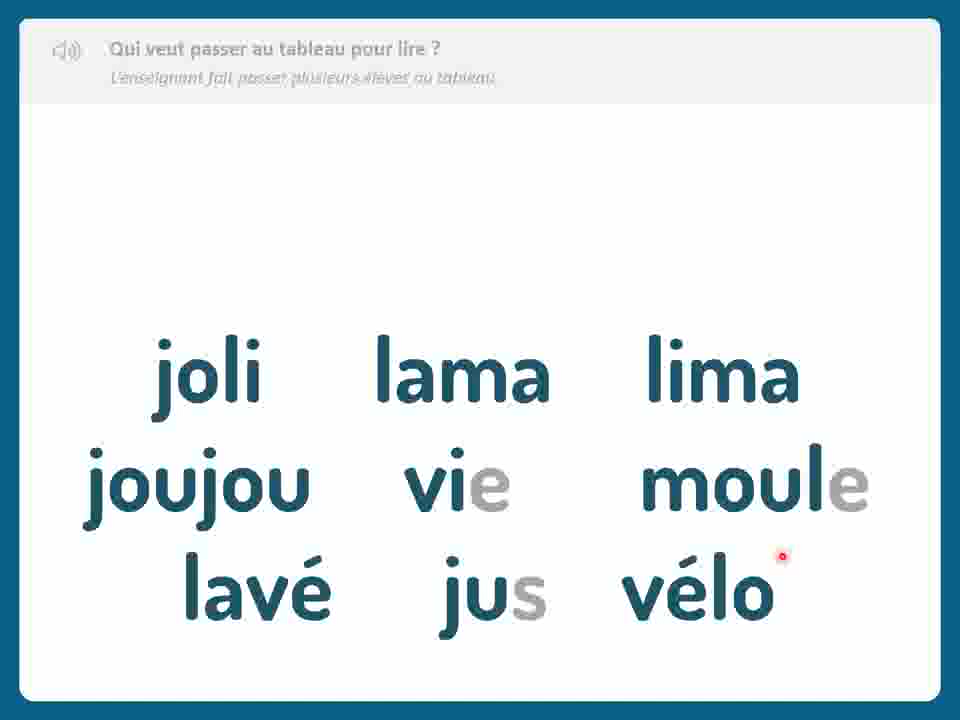 Qui veut passer au tableau pour lire ?
L'enseignant fait passer plusieurs élèves au tableau.
joli lama lima
joujou vie moule
lavé jus vélo